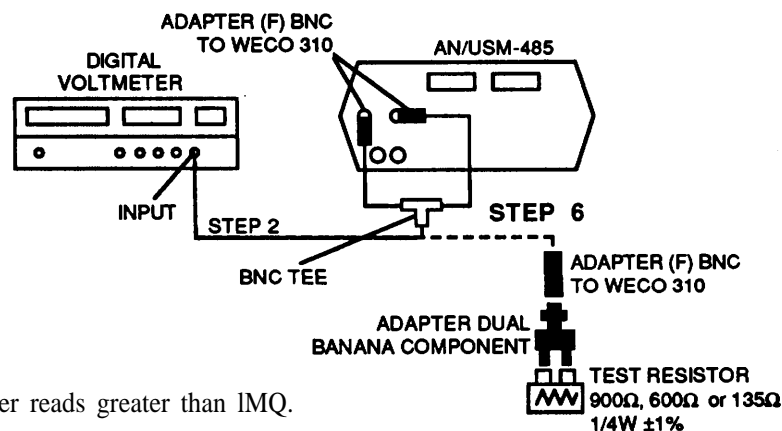 ADAPTER (F) BNC
TO WECO 310
AN/USM-485
DIGITAL
VOLTMETER
INPUT
STEP 2
STEP 6
BNC TEE
ADAPTER (F) BNC
TO WECO 310
ADAPTER DUAL
BANANA COMPONENT
TEST RESISTOR
900Ω, 600Ω or 135Ω
1/4W ±1%
er reads greater than lMQ.